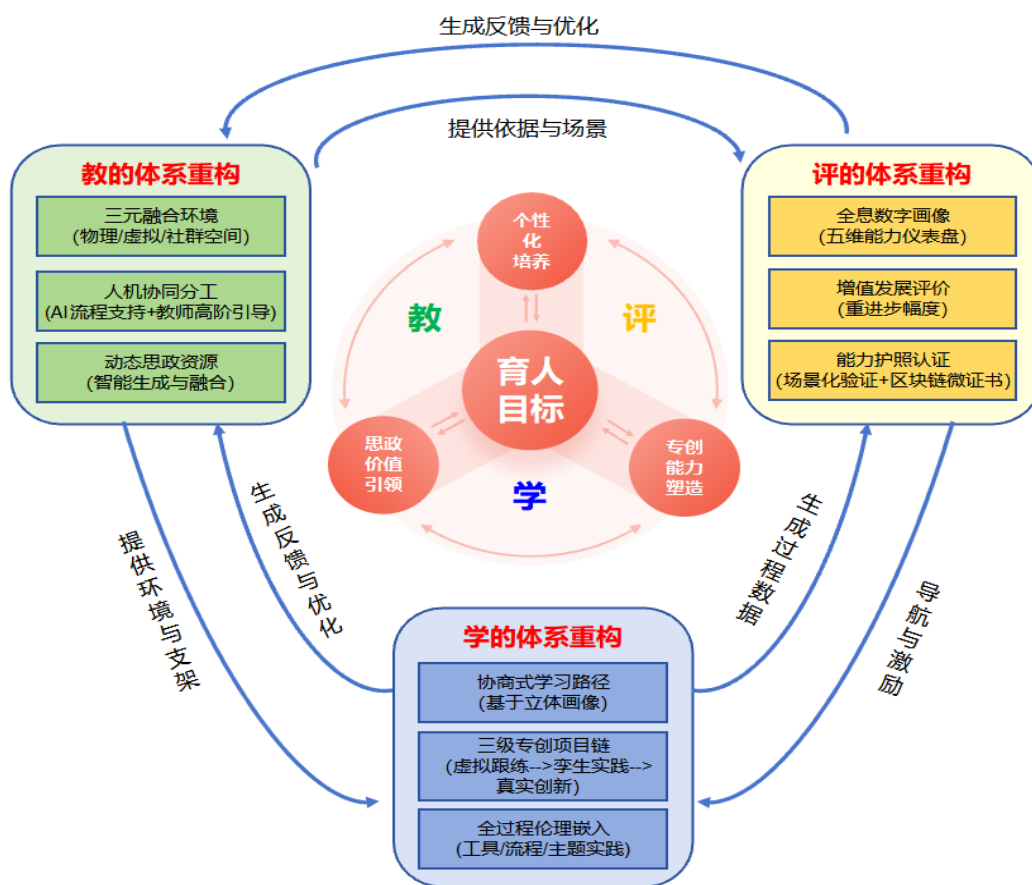 生成反馈与优化
提供依据与场景
教的体系重构
三元融合环境
(物理/虚拟/社群空间)
人机协同分工
(AI流程支持+教师高阶引导)
动态思政资源
(智能生成与融合)
评的体系重构
全息数字画像
(五维能力仪表盘)
增值发展评价
(重进步幅度)
能力护照认证
(场景化验证+区块链微证书)
个性
化
培养
教
评
育人
目标
思政
价值
引领
专创
能力
塑造
学
提供环境与支架
生成反馈与优化
生成过程数据
导航与激励
学的体系重构
协商式学习路径
(基于立体画像)
三级专创项目链
(虚拟跟练-->孪生实践-->
真实创新)
全过程伦理嵌入
(工具/流程/主题实践)